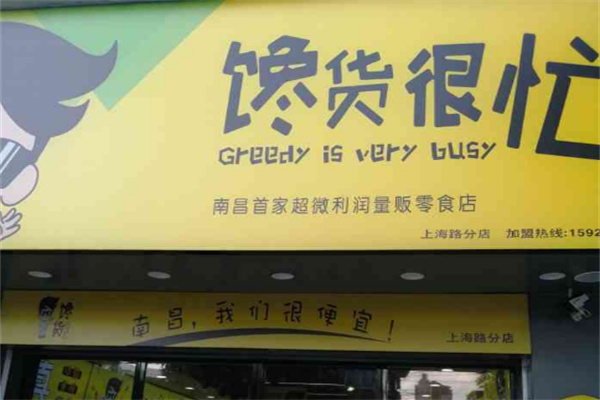 馋货很忙
Greedy is very busy
南昌首家超微利润量贩零食店
上海路分店 加盟热线:1592
馋货
南昌,我们很便宜!
上海路分店